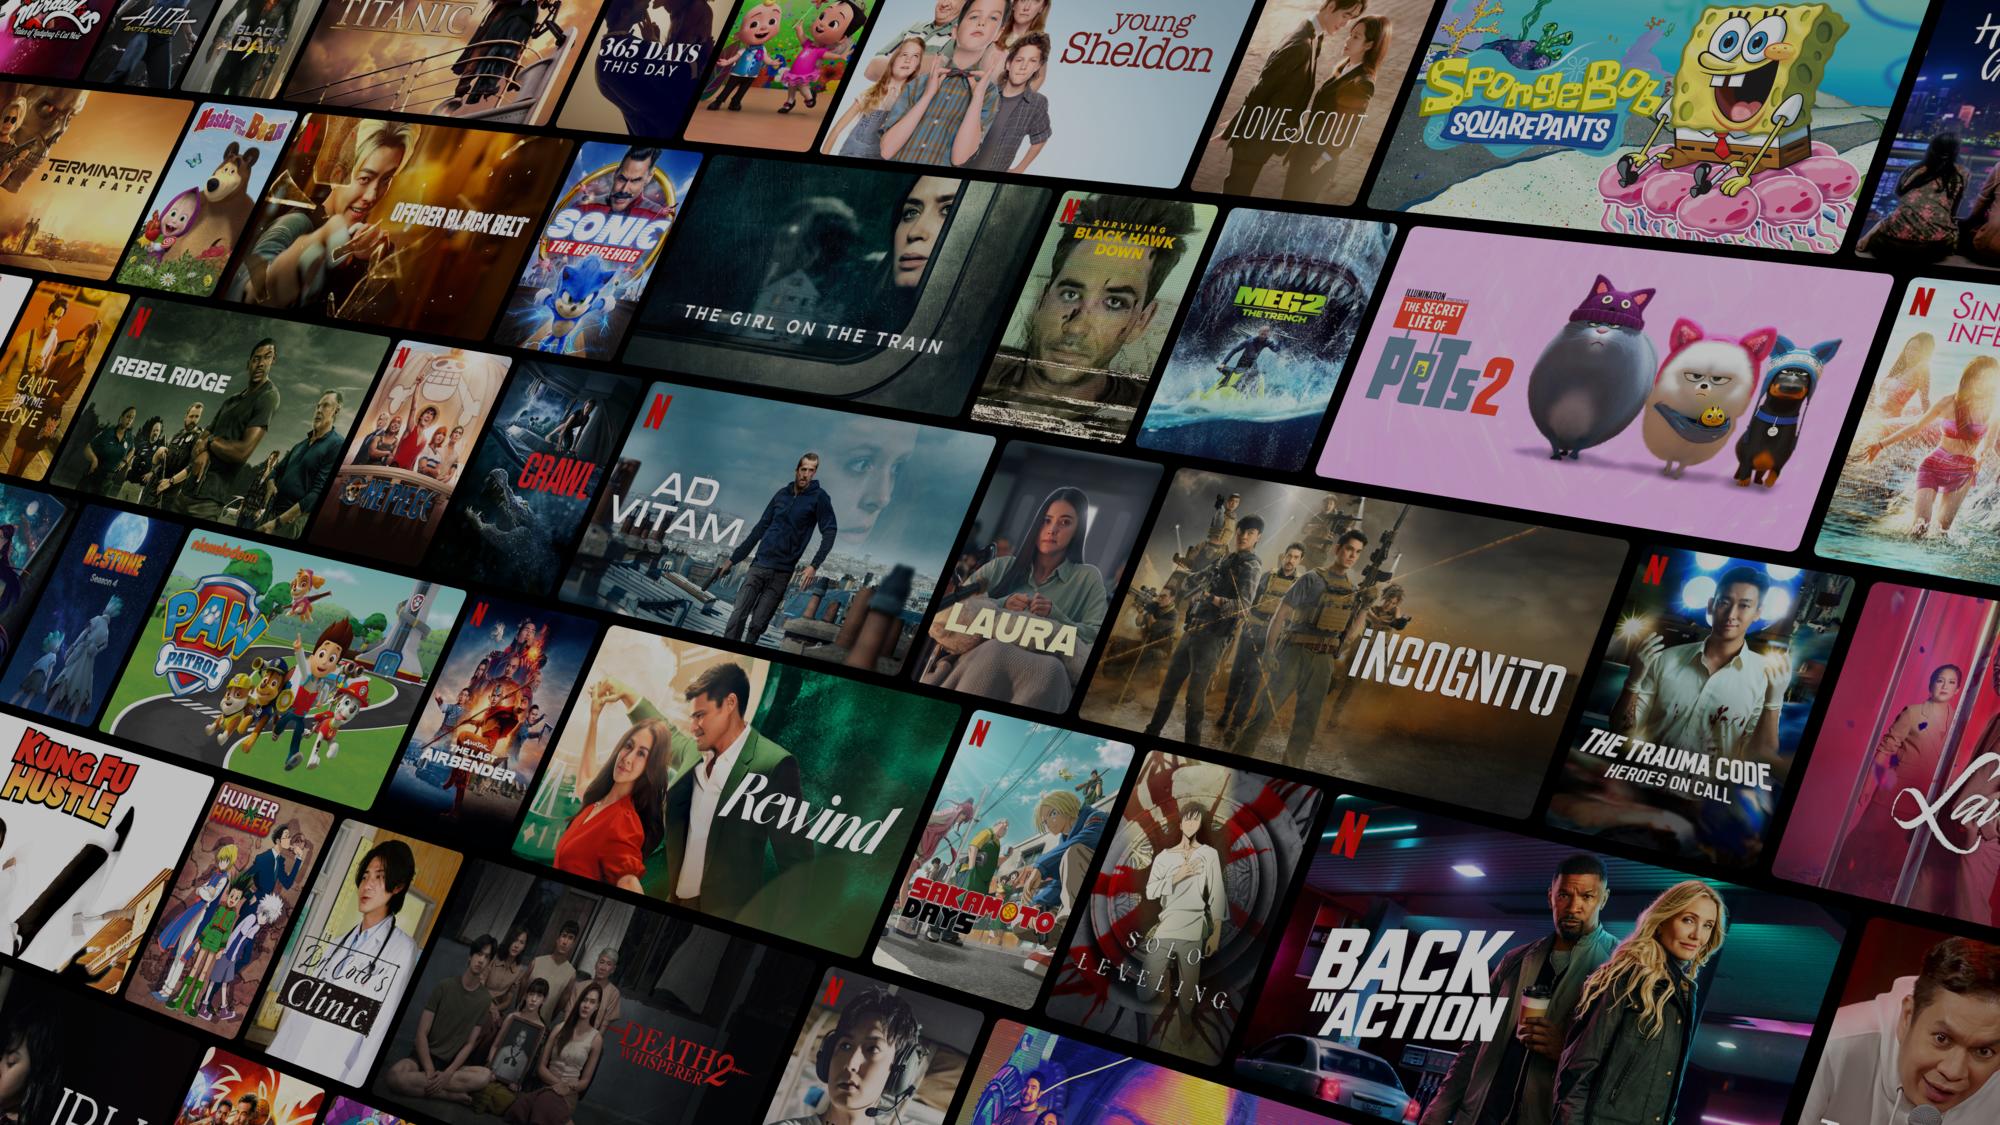 Miraculous
Tales of Ladybug & Cat Noir
ALITA
BATTLE ANGEL
BLACK
ADAM
TITANIC
365 DAYS
THIS DAY
young
Sheldon
LOVE SCOUT
SPONGEBOB
SQUAREPANTS
TERMINATOR
DARK FATE
Masha and The Bear
N
OFFICER BLACK BELT
SONIC
THE HEDGEHOG
THE GIRL ON THE TRAIN
N
SURVIVING
BLACK HAWK
DOWN
MEG2
THE TRENCH
ILLUMINATION
THE SECRET
LIFE OF
PETS 2
N
CAN'T
BUY ME
LOVE
N
REBEL RIDGE
N
ONE PIECE
CRAWL
N
AD
VITAM
LAURA
INCOGNITO
N
THE TRAUMA CODE
HEROES ON CALL
Dr.STONE
Season 4
nickelodeon
PAW
PATROL
N
AVATAR
THE LAST
AIRBENDER
Rewind
N
SAKAMOTO
DAYS
SOLO
LEVELING
N
BACK
IN ACTION
KUNG FU
HUSTLE
HUNTER
HUNTER
Dr. Coto's
Clinic
DEATH
WHISPERER 2
N